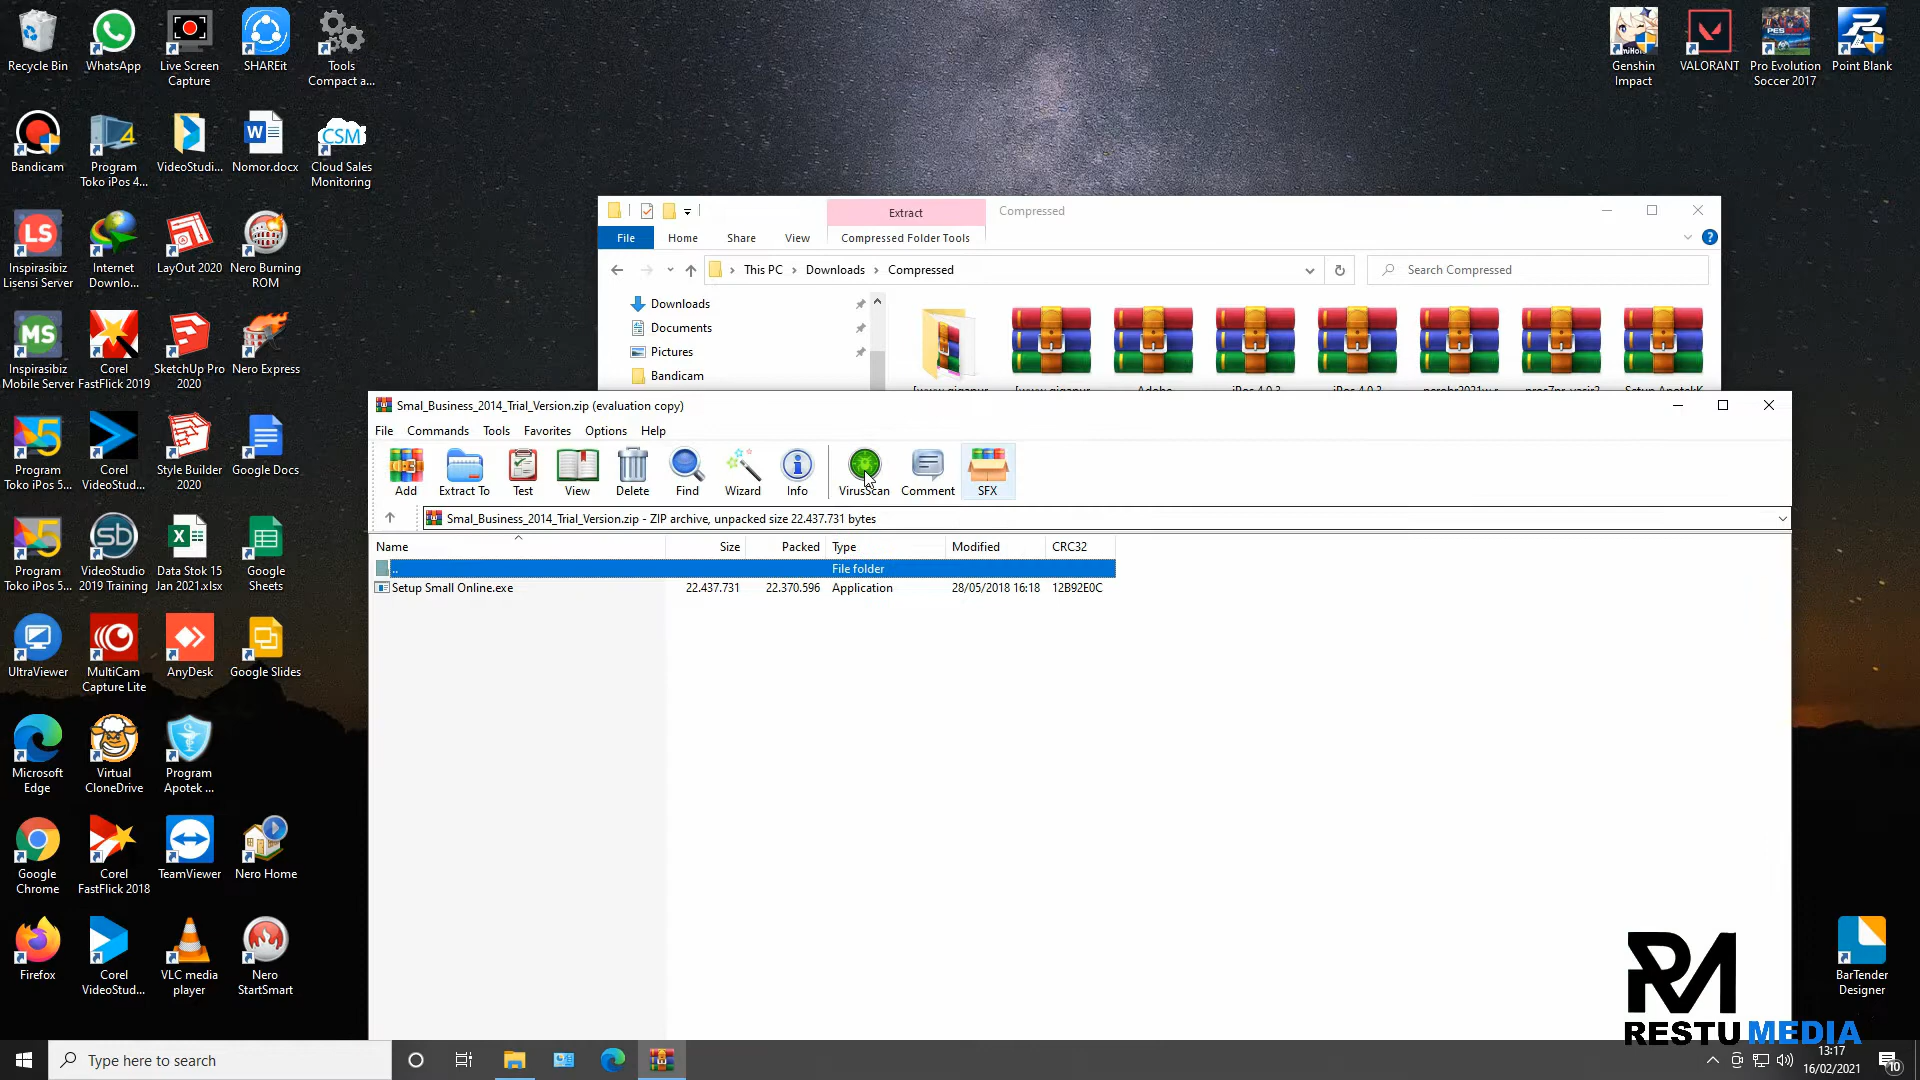 Recycle Bin
WhatsApp
Live Screen
Capture
SHAREit
Tools
Compact a...
Genshin
Impact
VALORANT
Pro Evolution
Soccer 2017
Point Blank
Bandicam
Program
Toko iPos 4...
VideoStudi...
Nomor.docx
CSM
Cloud Sales
Monitoring
LS
Inspirasibiz
Lisensi Server
Internet
Downlo...
LayOut 2020
Nero Burning
ROM
MS
Inspirasibiz
Mobile Server
Corel
FastFlick 2019
SketchUp Pro
2020
Nero Express
Program
Toko iPos 5...
Corel
VideoStud...
Style Builder
2020
Google Docs
Program
Toko iPos 5...
VideoStudio
2019 Training
Data Stok 15
Jan 2021.xlsx
Google
Sheets
UltraViewer
MultiCam
Capture Lite
AnyDesk
Google Slides
Microsoft
Edge
Virtual
CloneDrive
Program
Apotek ...
Google
Chrome
Corel
FastFlick 2018
TeamViewer
Nero Home
Firefox
Corel
VideoStud...
VLC media
player
Nero
StartSmart
Extract
Compressed
File
Home
Share
View
Compressed Folder Tools
This PC > Downloads > Compressed
Search Compressed
Downloads
Documents
Pictures
Bandicam
Smal_Business_2014_Trial_Version.zip (evaluation copy)
File Commands Tools Favorites Options Help
Add
Extract To
Test
View
Delete
Find
Wizard
Info
VirusScan
Comment
SFX
Smal_Business_2014_Trial_Version.zip - ZIP archive, unpacked size 22.437.731 bytes
Name Size Packed Type Modified CRC32
.. File folder
Setup Small Online.exe 22.437.731 22.370.596 Application 28/05/2018 16:18 12B92E0C
BarTender
Designer
RM
RESTU MEDIA
Type here to search
13:17
16/02/2021
10